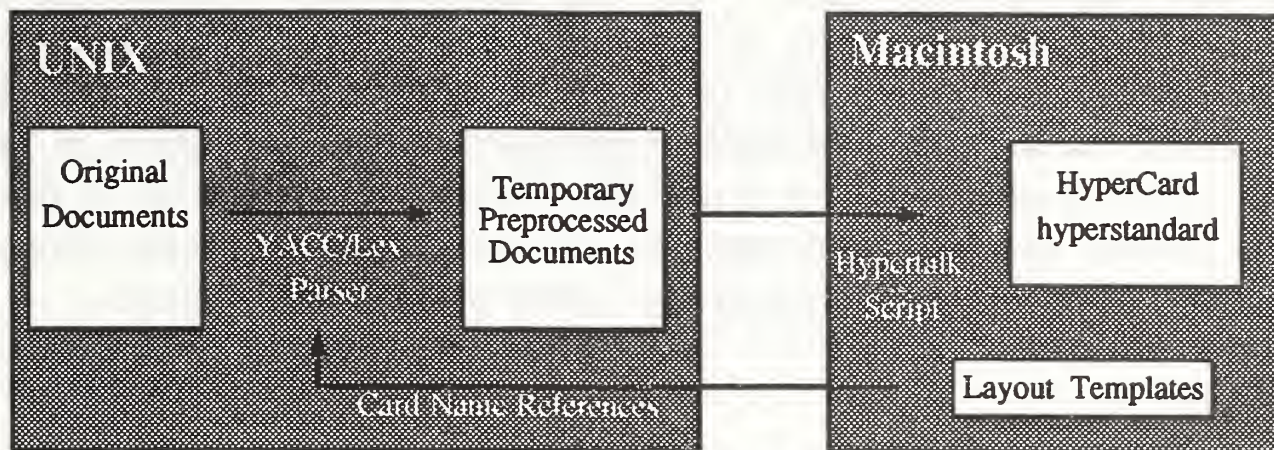 UNIX
Original
Documents
YACC/Lex
Parser
Temporary
Preprocessed
Documents
Card Name References
Macintosh
HyperCard
hyperstandard
Hypertalk
Script
Layout Templates